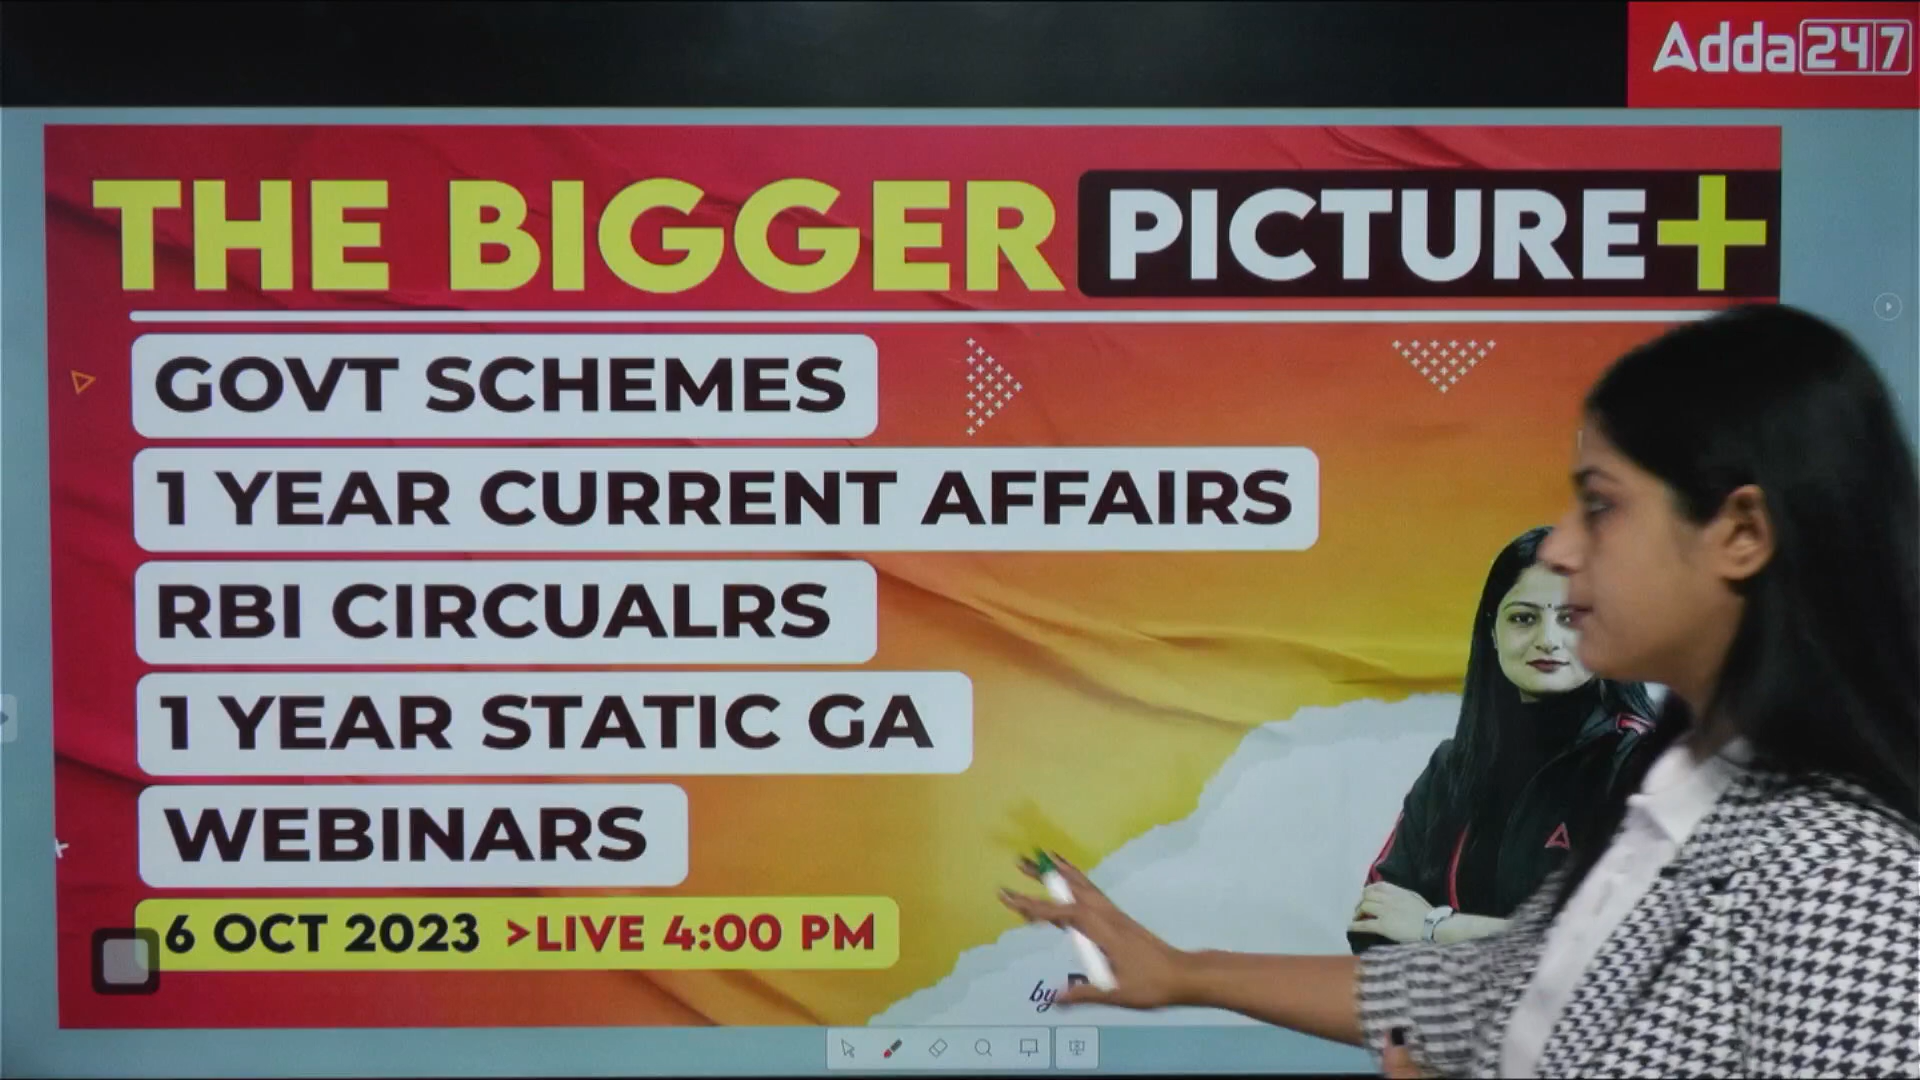 Adda247
THE BIGGER PICTURE+
GOVT SCHEMES
1 YEAR CURRENT AFFAIRS
RBI CIRCUALRS
1 YEAR STATIC GA
WEBINARS
6 OCT 2023 >LIVE 4:00 PM
by